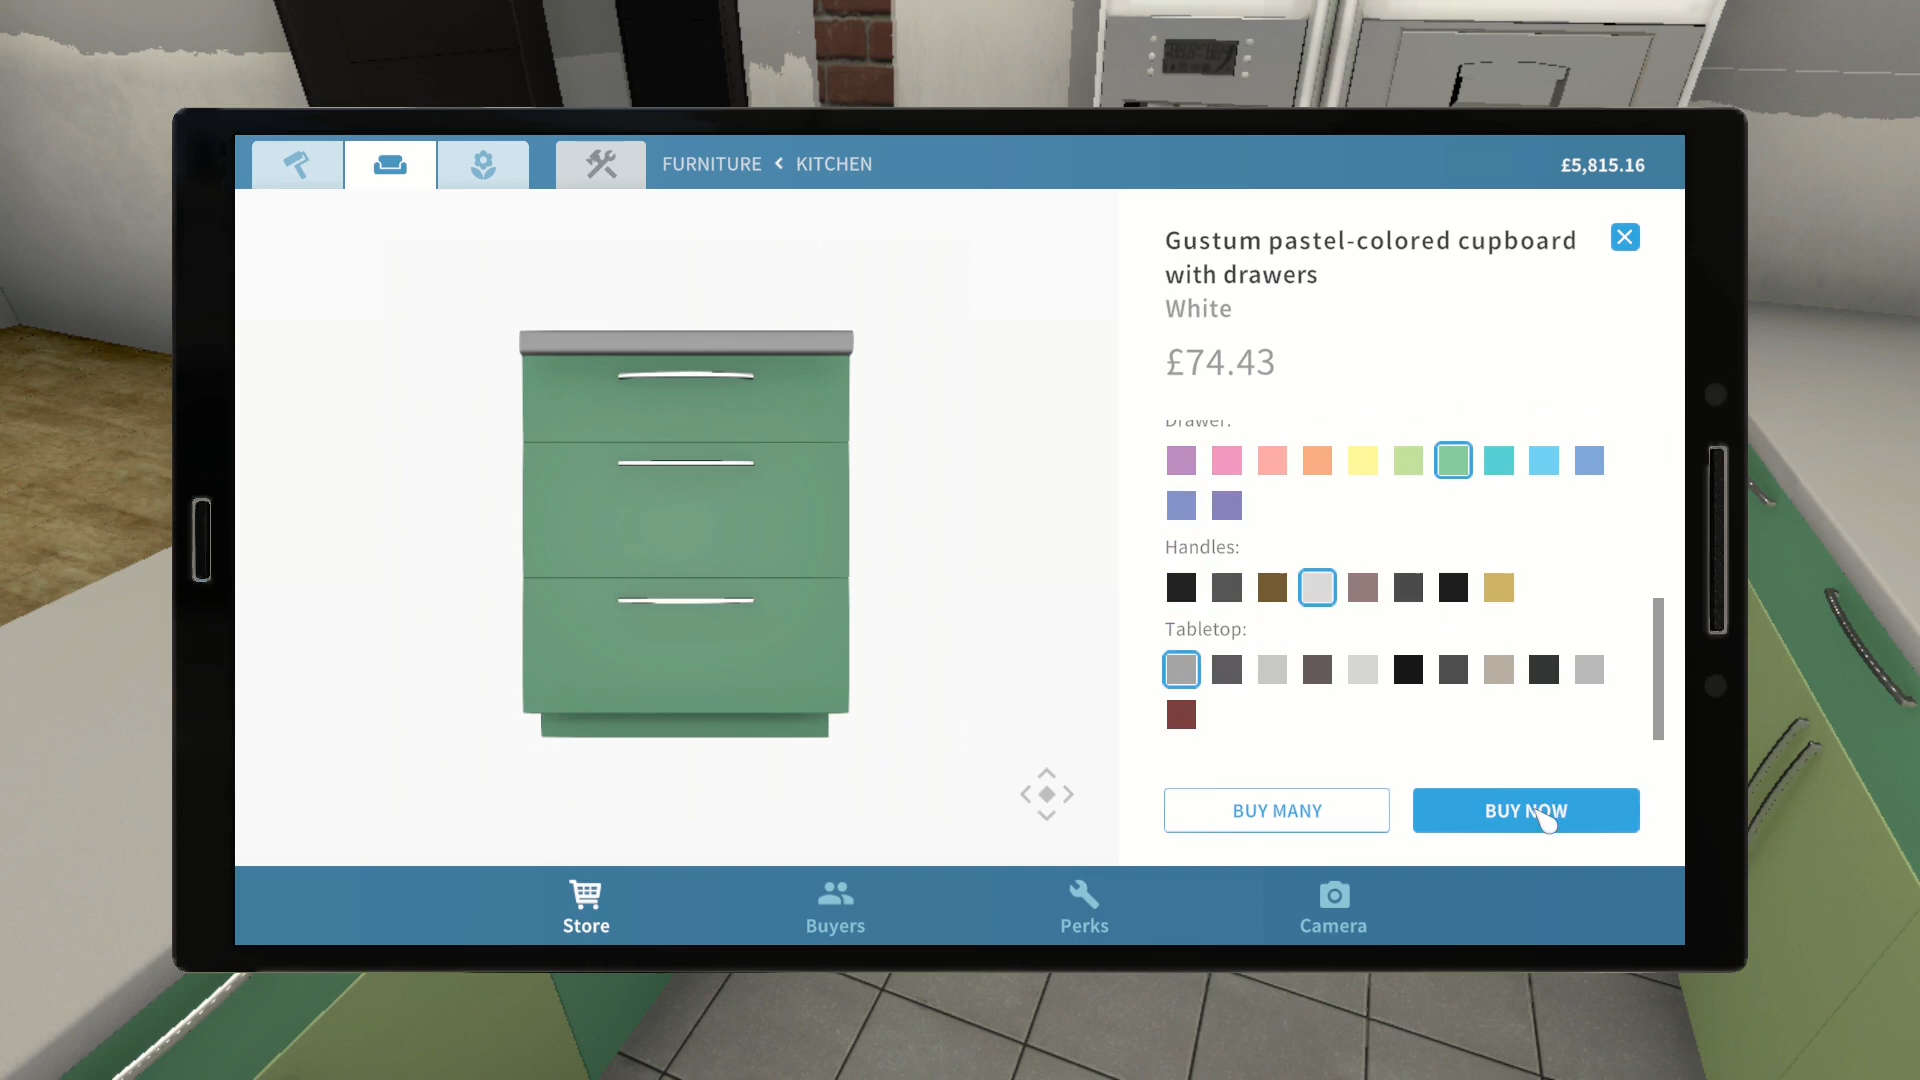 FURNITURE < KITCHEN
£5,815.16
Gustum pastel-colored cupboard
with drawers
White
£74.43
Drawer:
Handles:
Tabletop:
BUY MANY
BUY NOW
Store
Buyers
Perks
Camera